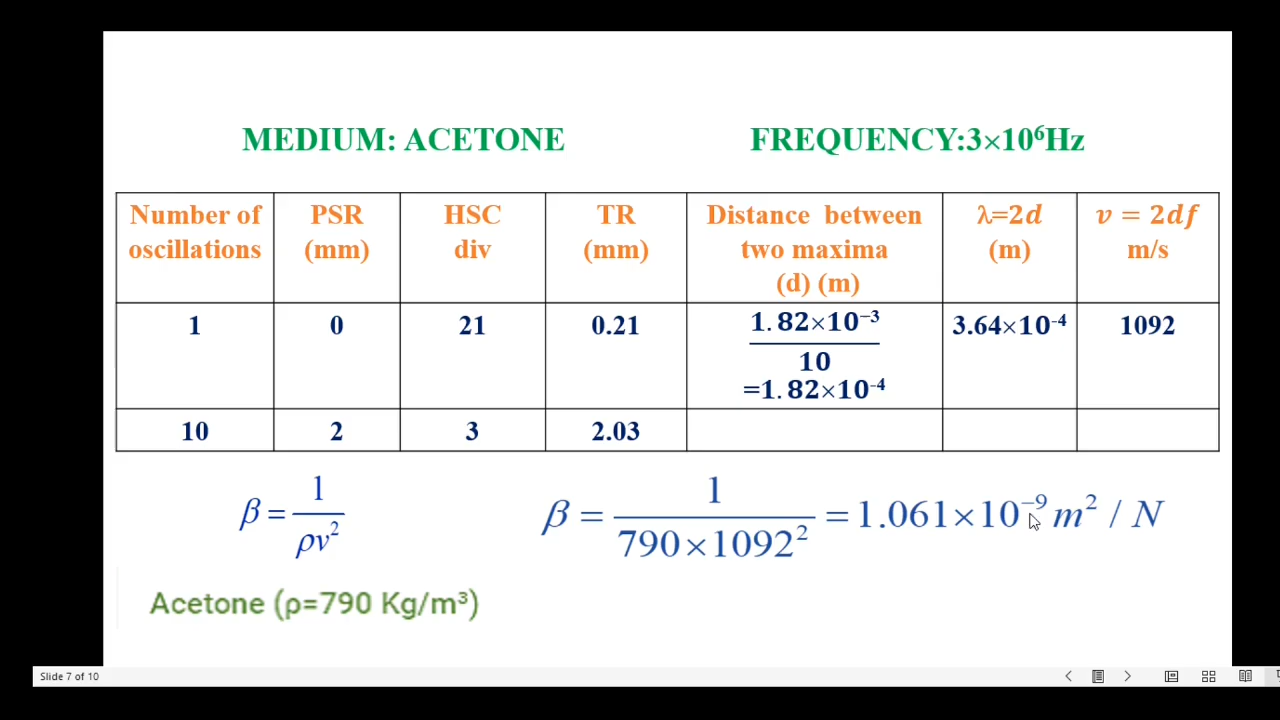 MEDIUM: ACETONE
FREQUENCY:3×10⁶Hz
Number of oscillations
PSR (mm)
HSC div
TR (mm)
Distance between two maxima (d) (m)
λ=2d (m)
v = 2df m/s
1
0
21
0.21
1.82×10⁻³
10
=1.82×10⁻⁴
3.64×10⁻⁴
1092
10
2
3
2.03
β = 1/ρv²
β = 1/790×1092² = 1.061×10⁻⁹ m² / N
Acetone (ρ=790 Kg/m³)
Slide 7 of 10